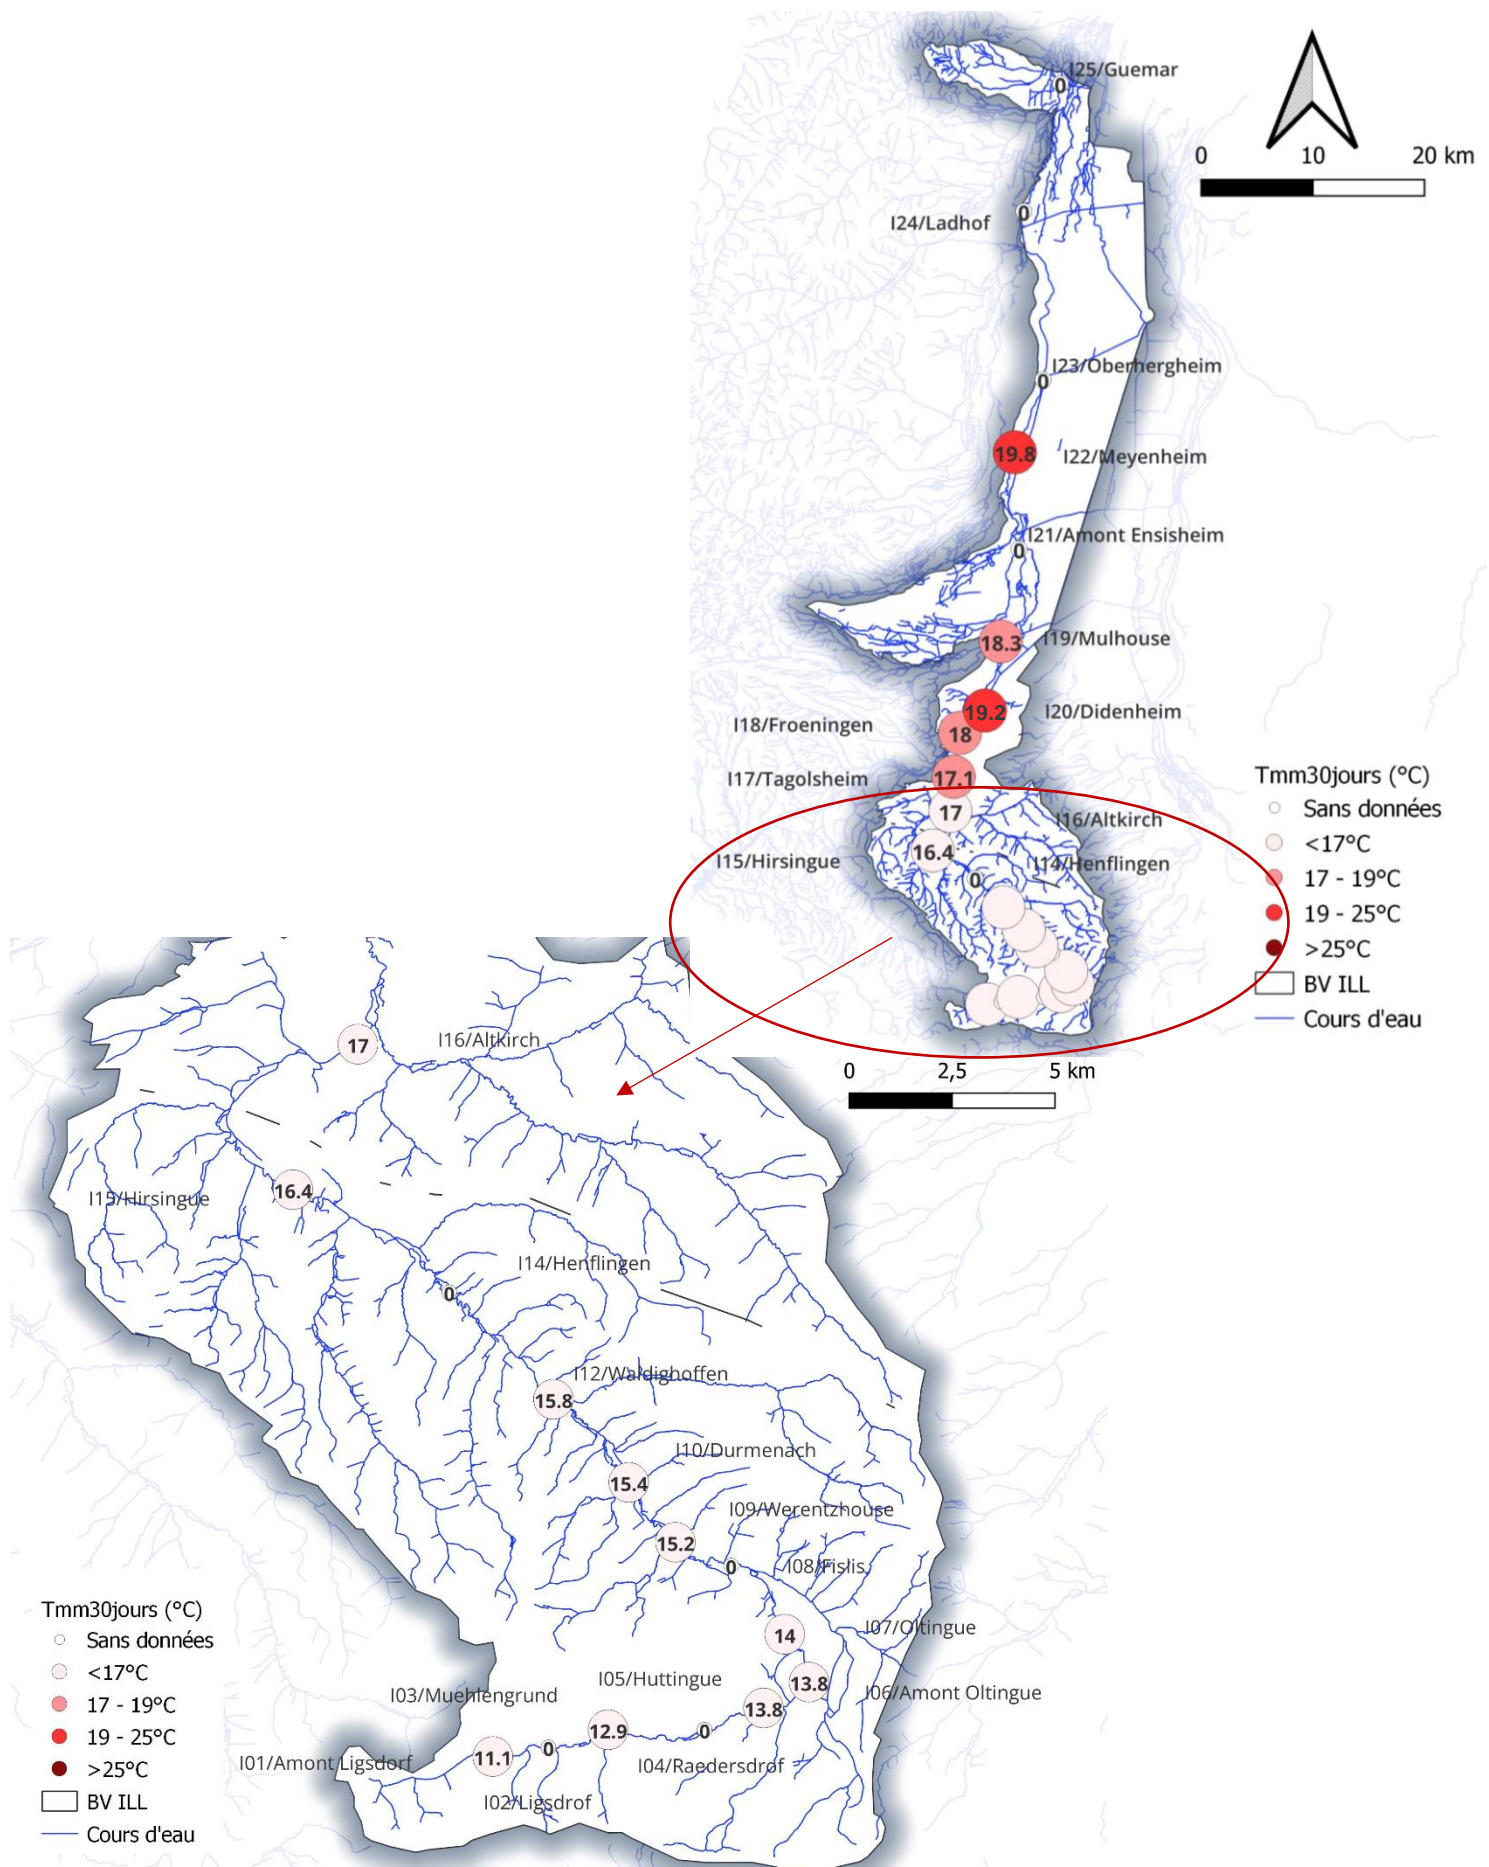 I25/Guemar
0
0 10 20 km
0
I24/Ladhof
I23/Oberhergheim
0
19.8
I22/Meyenheim
I21/Amont Ensisheim
0
18.3
I19/Mulhouse
19.2
I20/Didenheim
I18/Froeningen
18
I17/Tagolsheim
17.1
17
I16/Altkirch
I15/Hirsingue
16.4
I14/Henflingen
0
Tmm30jours (°C)
Sans données
<17°C
17 - 19°C
19 - 25°C
>25°C
BV ILL
Cours d'eau
0 2,5 5 km
17
I16/Altkirch
16.4
I15/Hirsingue
I14/Henflingen
0
I12/Waldighoffen
15.8
I10/Durmenach
15.4
I09/Werentzhouse
15.2
0
I08/Fislis
14
I07/Oltingue
13.8
I06/Amont Oltingue
I05/Huttingue
13.8
I03/Muehlengrund
12.9
0
I04/Raedersdrof
I01/Amont Ligsdorf
11.1
0
I02/Ligsdrof
Tmm30jours (°C)
Sans données
<17°C
17 - 19°C
19 - 25°C
>25°C
BV ILL
Cours d'eau